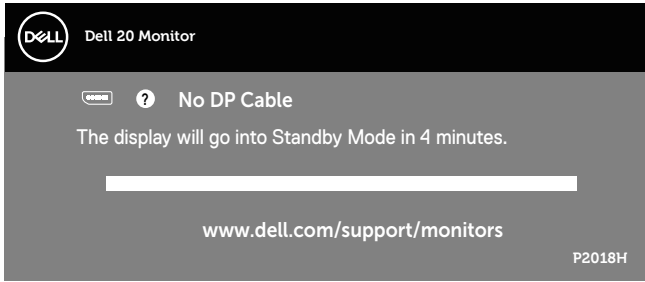 DELL
Dell 20 Monitor
? No DP Cable
The display will go into Standby Mode in 4 minutes.
www.dell.com/support/monitors
P2018H